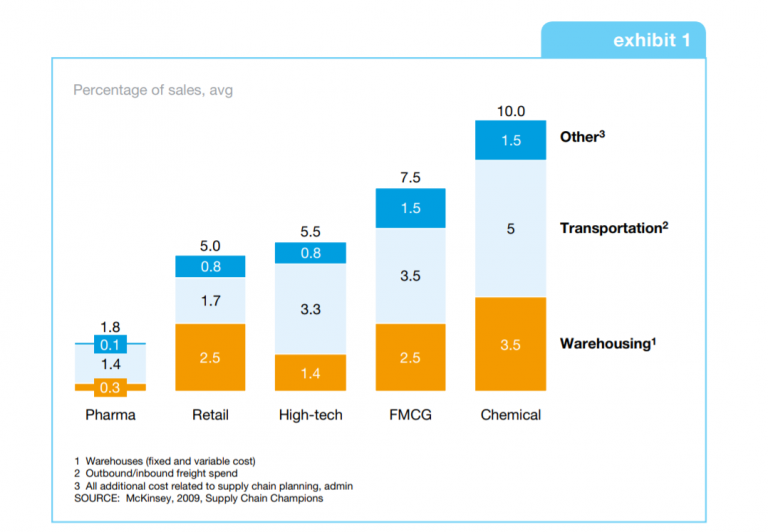 exhibit 1
Percentage of sales, avg
10.0
1.5
Other3
7.5
1.5
5.5
5.0
0.8
0.8
5
Transportation2
3.5
1.7
3.3
1.8
0.1
2.5
2.5
3.5
Warehousing1
1.4
1.4
0.3
Pharma
Retail
High-tech
FMCG
Chemical
1 Warehouses (fixed and variable cost)
2 Outbound/inbound freight spend
3 All additional cost related to supply chain planning, admin
SOURCE: McKinsey, 2009, Supply Chain Champions